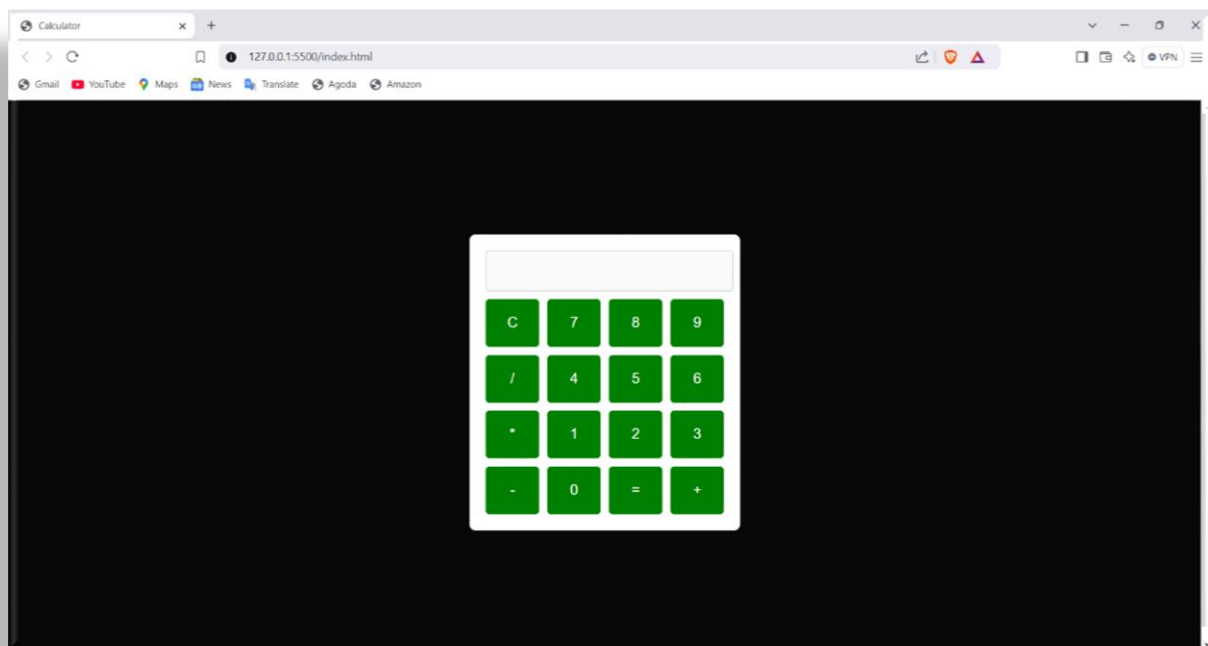 Calculator
127.0.0.1:5500/index.html
VPN
Gmail YouTube Maps News Translate Agoda Amazon
C 7 8 9
/ 4 5 6
* 1 2 3
- 0 = +